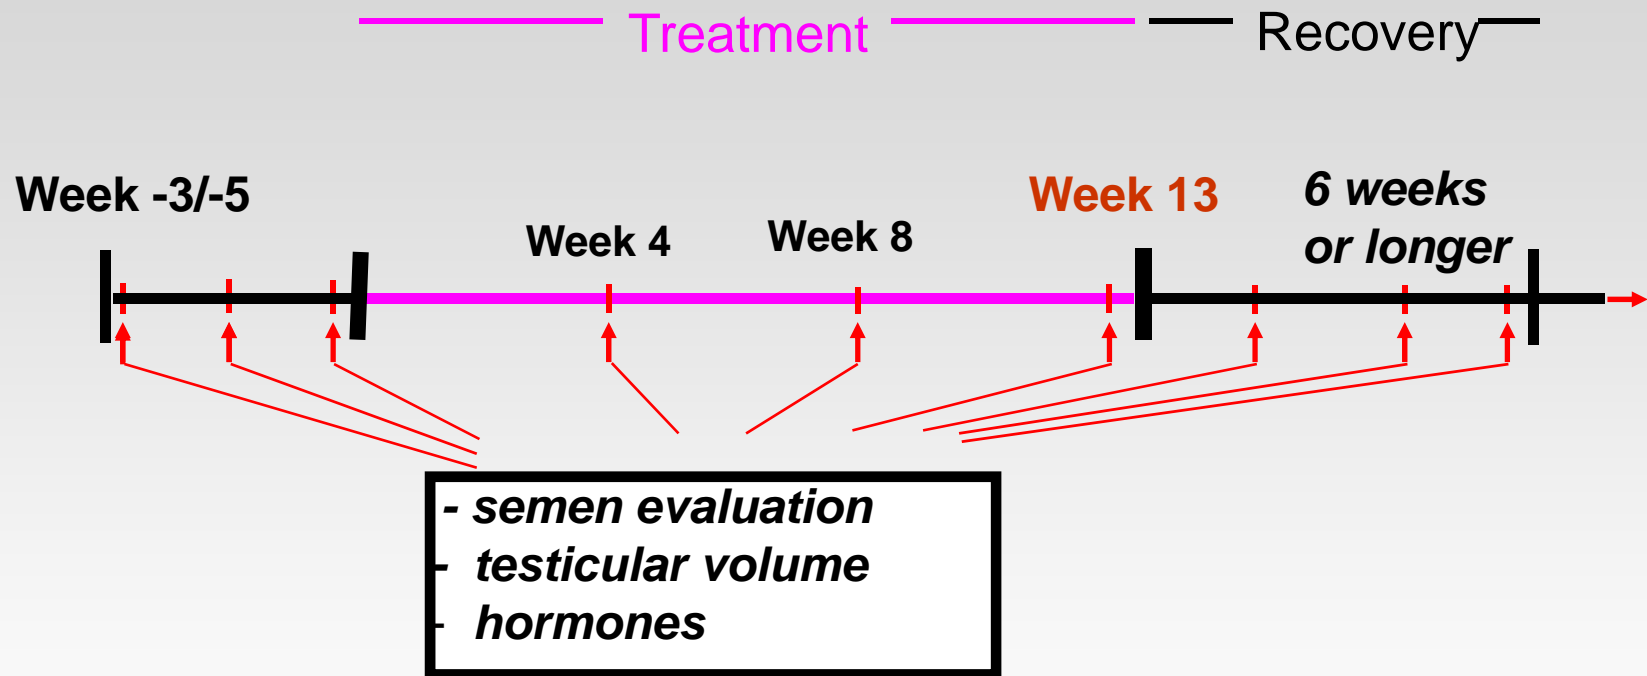 Treatment
Recovery
Week -3/-5
Week 4
Week 8
Week 13
6 weeks
or longer
- semen evaluation
- testicular volume
- hormones